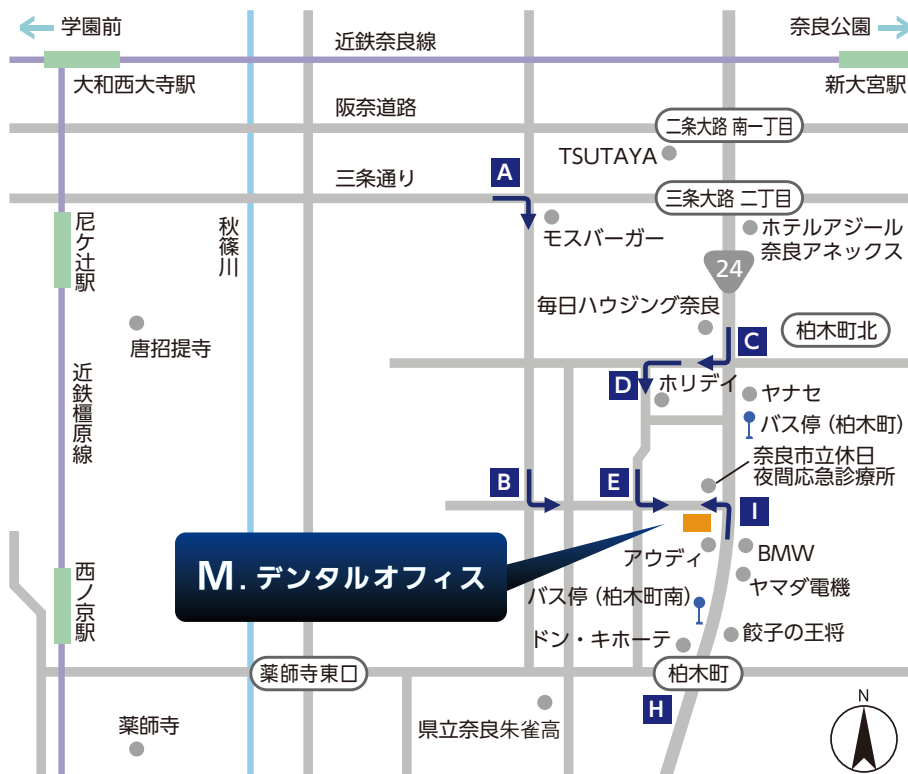 学園前
近鉄奈良線
奈良公園
大和西大寺駅
新大宮駅
阪奈道路
二条大路 南一丁目
TSUTAYA
A
三条通り
三条大路 二丁目
尼ケ辻駅
秋篠川
モスバーガー
ホテルアジール
奈良アネックス
24
毎日ハウジング奈良
唐招提寺
C
柏木町北
近鉄橿原線
D
ホリデイ
ヤナセ
バス停 (柏木町)
奈良市立休日
夜間応急診療所
B
E
I
M.デンタルオフィス
アウディ
BMW
西ノ京駅
バス停 (柏木町南)
ヤマダ電機
ドン・キホーテ
餃子の王将
薬師寺東口
柏木町
H
薬師寺
県立奈良朱雀高
N